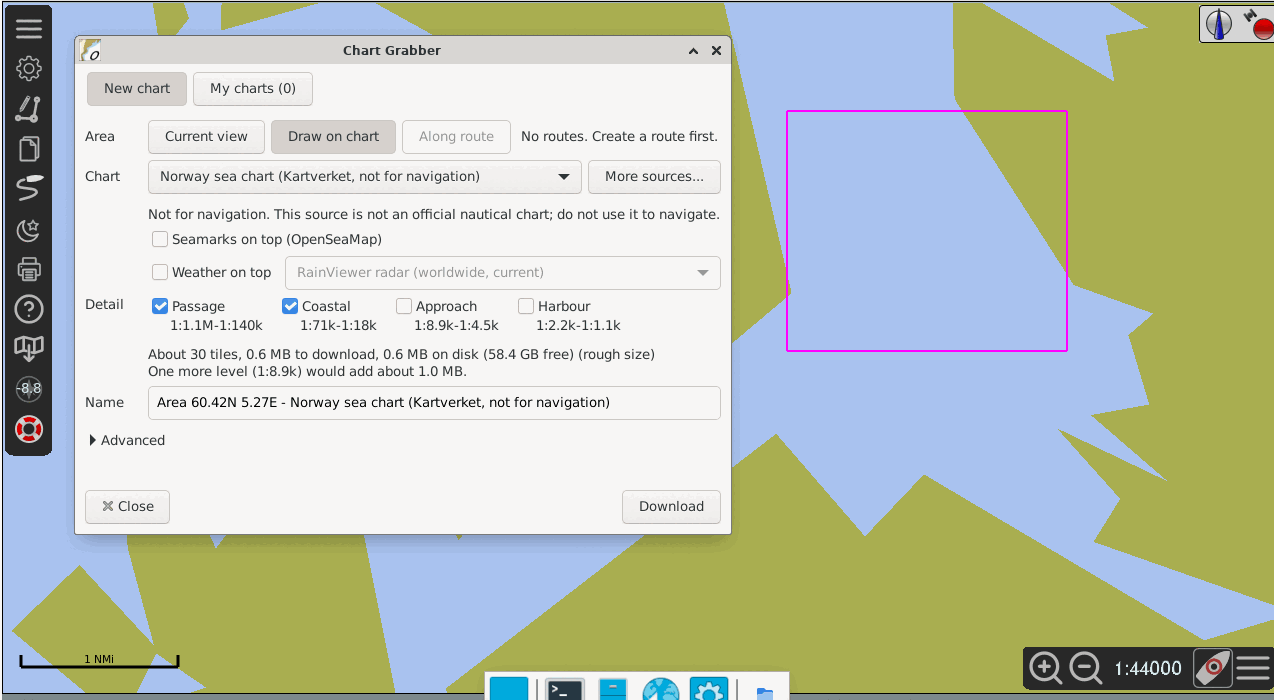 Chart Grabber
New chart
My charts (0)
Area
Current view
Draw on chart
Along route
No routes. Create a route first.
Chart
Norway sea chart (Kartverket, not for navigation)
More sources...
Not for navigation. This source is not an official nautical chart; do not use it to navigate.
Seamarks on top (OpenSeaMap)
Weather on top
RainViewer radar (worldwide, current)
Detail
Passage
Coastal
Approach
Harbour
1:1.1M-1:140k
1:71k-1:18k
1:8.9k-1:4.5k
1:2.2k-1:1.1k
About 30 tiles, 0.6 MB to download, 0.6 MB on disk (58.4 GB free) (rough size)
One more level (1:8.9k) would add about 1.0 MB.
Name
Area 60.42N 5.27E - Norway sea chart (Kartverket, not for navigation)
Advanced
Close
Download
-8.8
1 NMi
1:44000